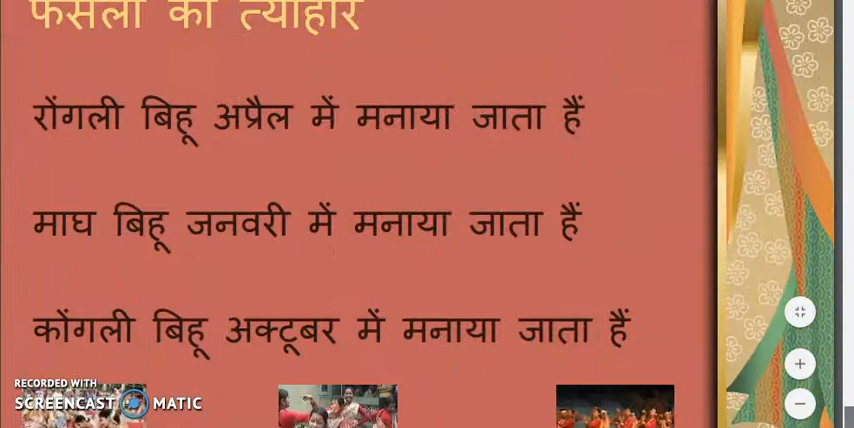 फसलों का त्योहार
रोंगली बिहू अप्रैल में मनाया जाता हैं
माघ बिहू जनवरी में मनाया जाता हैं
कोंगली बिहू अक्टूबर में मनाया जाता हैं
RECORDED WITH
SCREENCAST MATIC